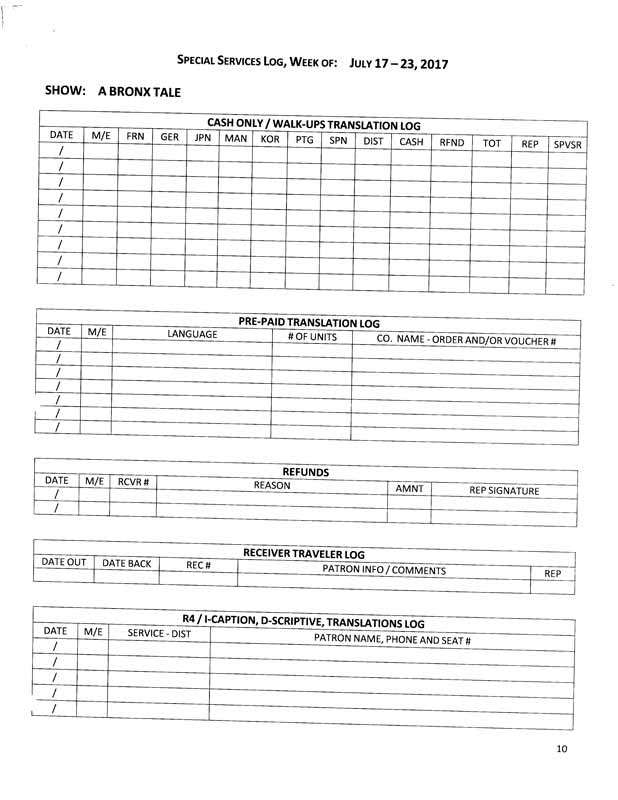 SPECIAL SERVICES LOG, WEEK OF: JULY 17 – 23, 2017
SHOW: A BRONX TALE
CASH ONLY / WALK-UPS TRANSLATION LOG
DATE M/E FRN GER JPN MAN KOR PTG SPN DIST CASH RFND TOT REP SPVSR
/
/
/
/
/
/
/
/
/
PRE-PAID TRANSLATION LOG
DATE M/E LANGUAGE # OF UNITS CO. NAME - ORDER AND/OR VOUCHER #
/
/
/
/
/
/
/
REFUNDS
DATE M/E RCVR # REASON AMNT REP SIGNATURE
/
/
RECEIVER TRAVELER LOG
DATE OUT DATE BACK REC # PATRON INFO / COMMENTS REP
R4 / I-CAPTION, D-SCRIPTIVE, TRANSLATIONS LOG
DATE M/E SERVICE - DIST PATRON NAME, PHONE AND SEAT #
/
/
/
/
/
10